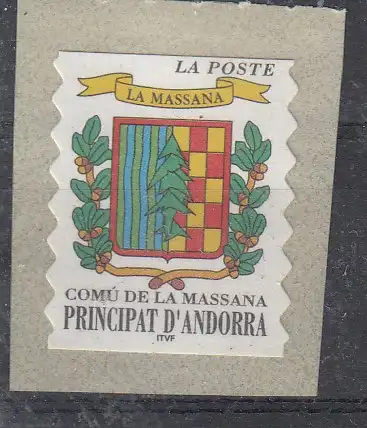 LA POSTE
LA MASSANA
COMÚ DE LA MASSANA
PRINCIPAT D'ANDORRA
ITVF